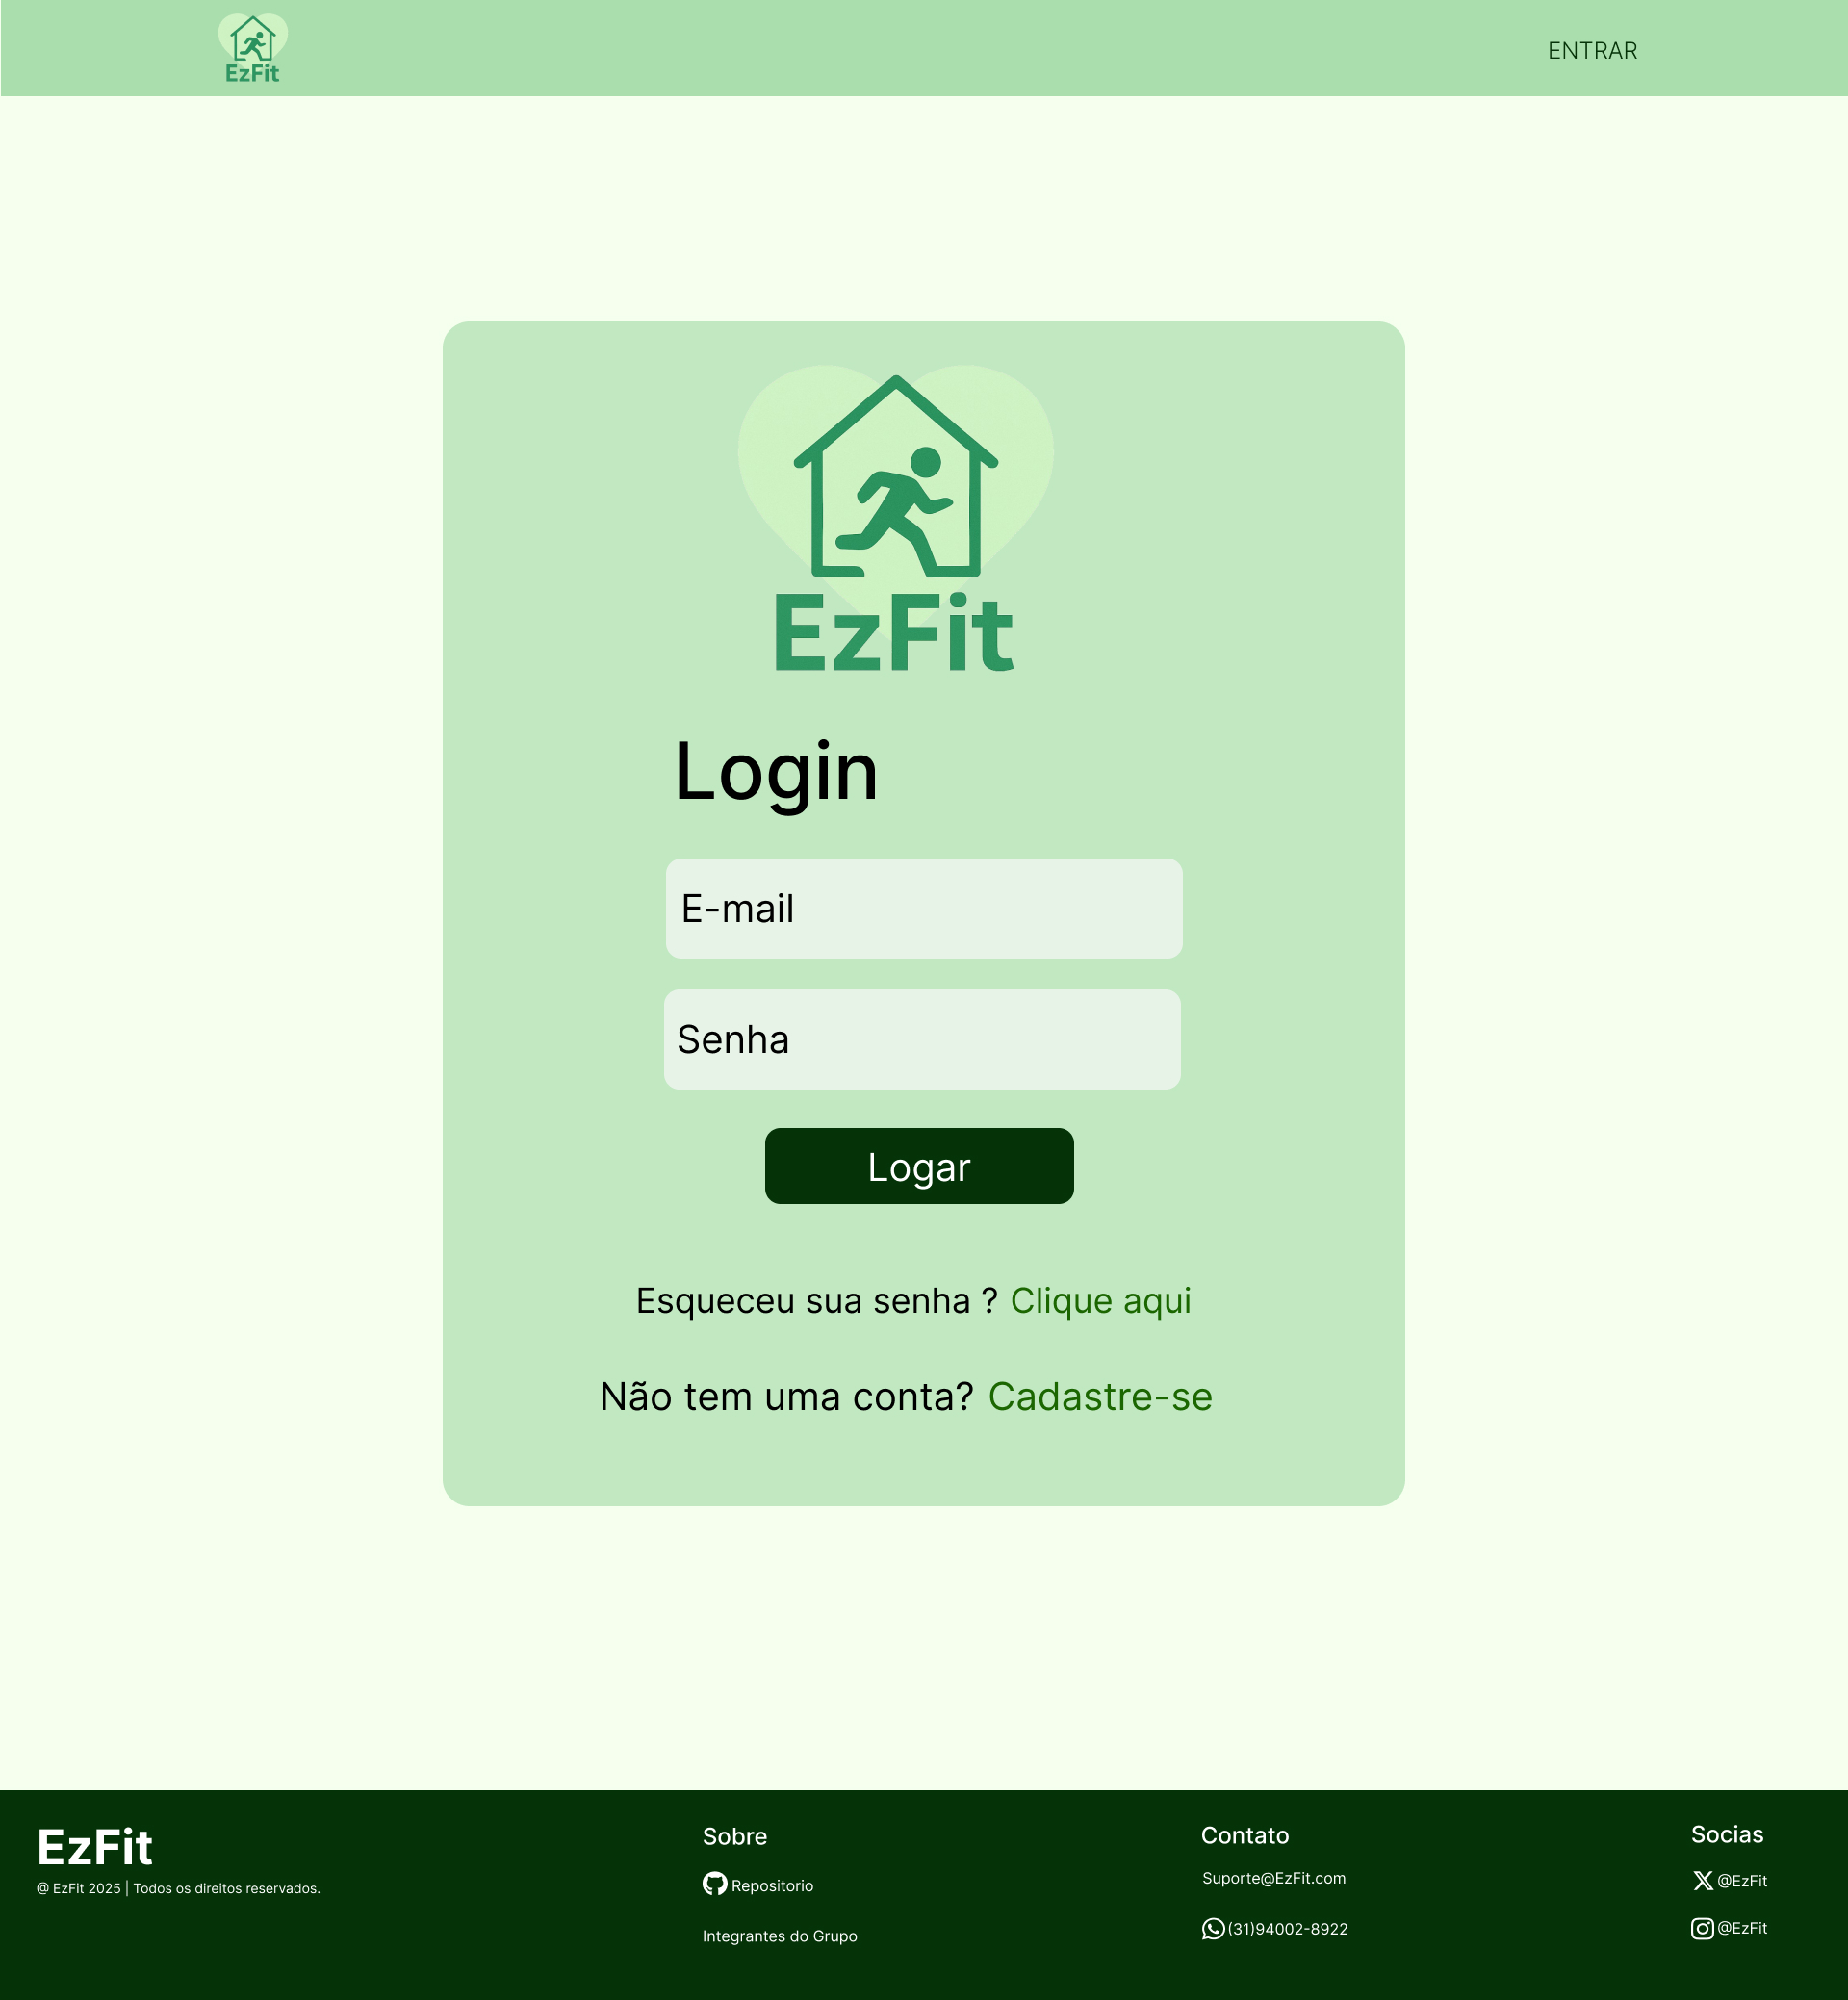 EzFit
ENTRAR
EzFit
Login
E-mail
Senha
Logar
Esqueceu sua senha ? Clique aqui
Não tem uma conta? Cadastre-se
EzFit
@ EzFit 2025 | Todos os direitos reservados.
Sobre
Repositorio
Integrantes do Grupo
Contato
Suporte@EzFit.com
(31)94002-8922
Socias
@EzFit
@EzFit